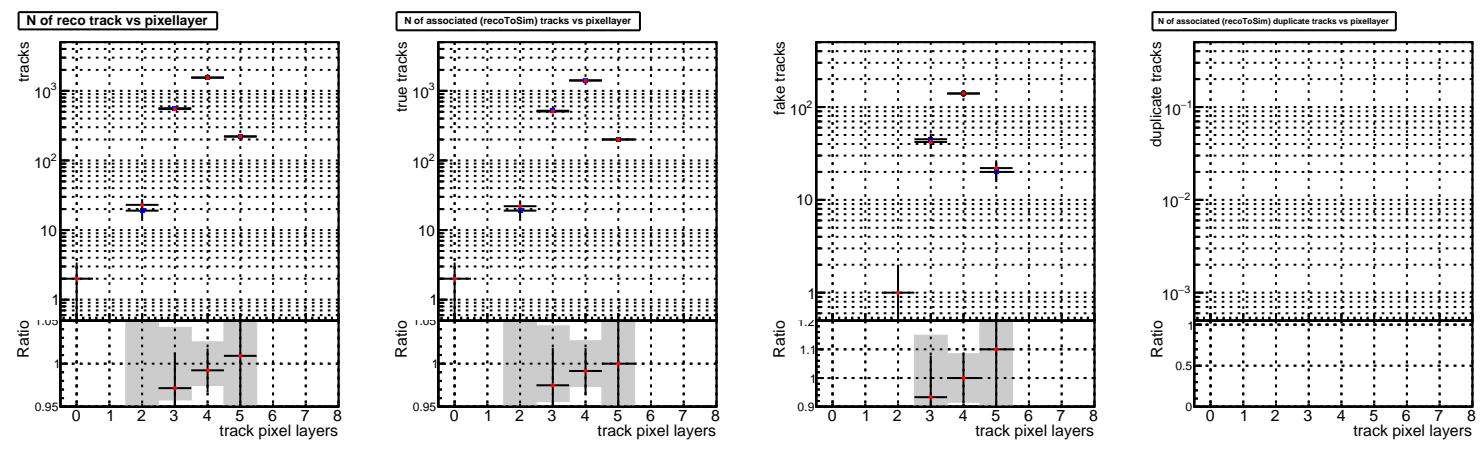 N of reco track vs pixellayer
tracks
10³
10²
10
1
1.05
Ratio
1
0.95
0 1 2 3 4 5 6 7 8
track pixel layers
N of associated (recoToSim) tracks vs pixellayer
true tracks
10³
10²
10
1
1.05
Ratio
1
0.95
0 1 2 3 4 5 6 7 8
track pixel layers
fake tracks
10²
10
1
1.2
Ratio
1.1
1
0.9
0 1 2 3 4 5 6 7 8
track pixel layers
N of associated (recoToSim) duplicate tracks vs pixellayer
duplicate tracks
10⁻¹
10⁻²
10⁻³
Ratio
1
0.5
0
0 1 2 3 4 5 6 7 8
track pixel layers